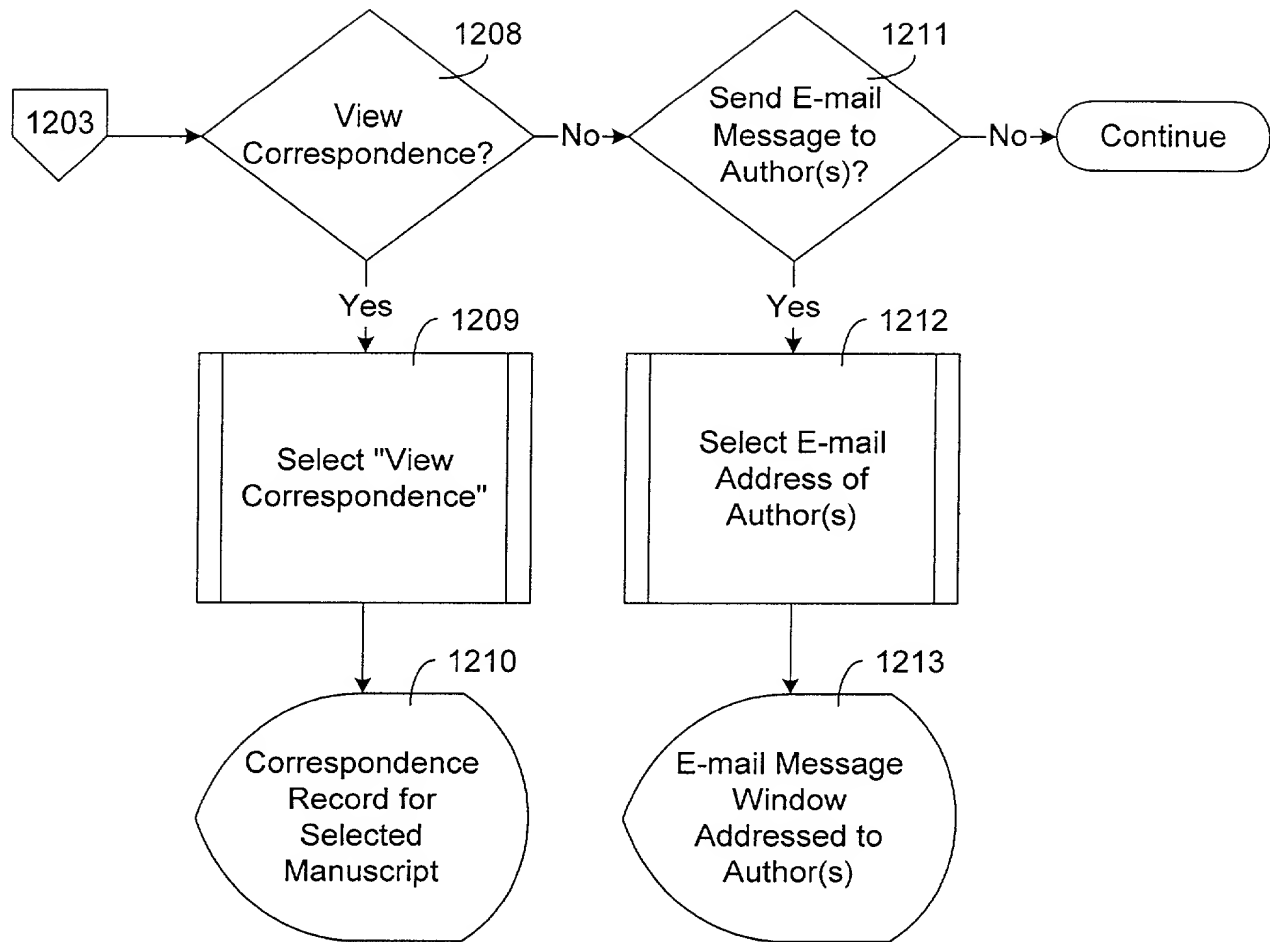 1208
1211
1203
View
Correspondence?
No
Send E-mail
Message to
Author(s)?
No
Continue
Yes
Yes
1209
1212
Select "View
Correspondence"
Select E-mail
Address of
Author(s)
1210
1213
Correspondence
Record for
Selected
Manuscript
E-mail Message
Window
Addressed to
Author(s)